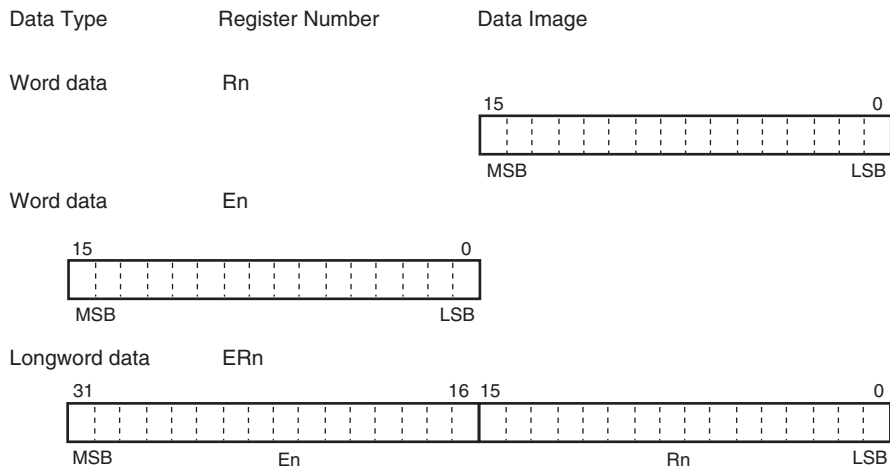 Data Type Register Number Data Image
Word data Rn
15 0
MSB LSB
Word data En
15 0
MSB LSB
Longword data ERn
31 16 15 0
MSB En Rn LSB